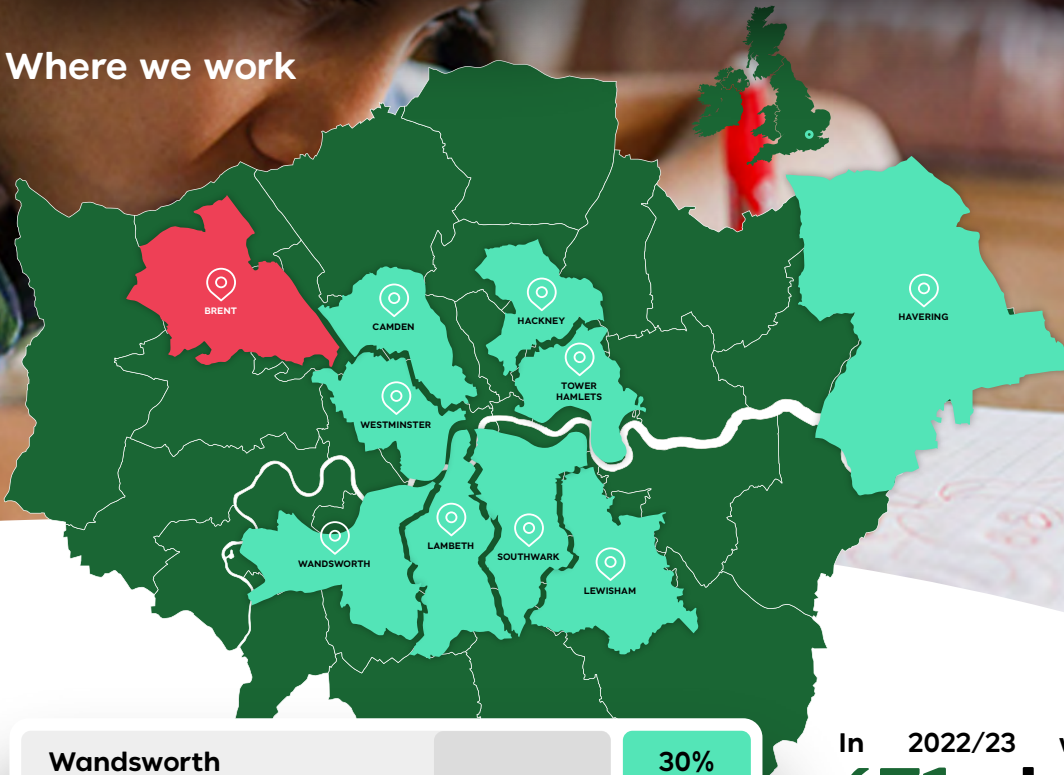 Where we work
BRENT
CAMDEN
HACKNEY
HAVERING
TOWER
HAMLETS
WESTMINSTER
WANDSWORTH
LAMBETH
SOUTHWARK
LEWISHAM
Wandsworth 30%
In 2022/23